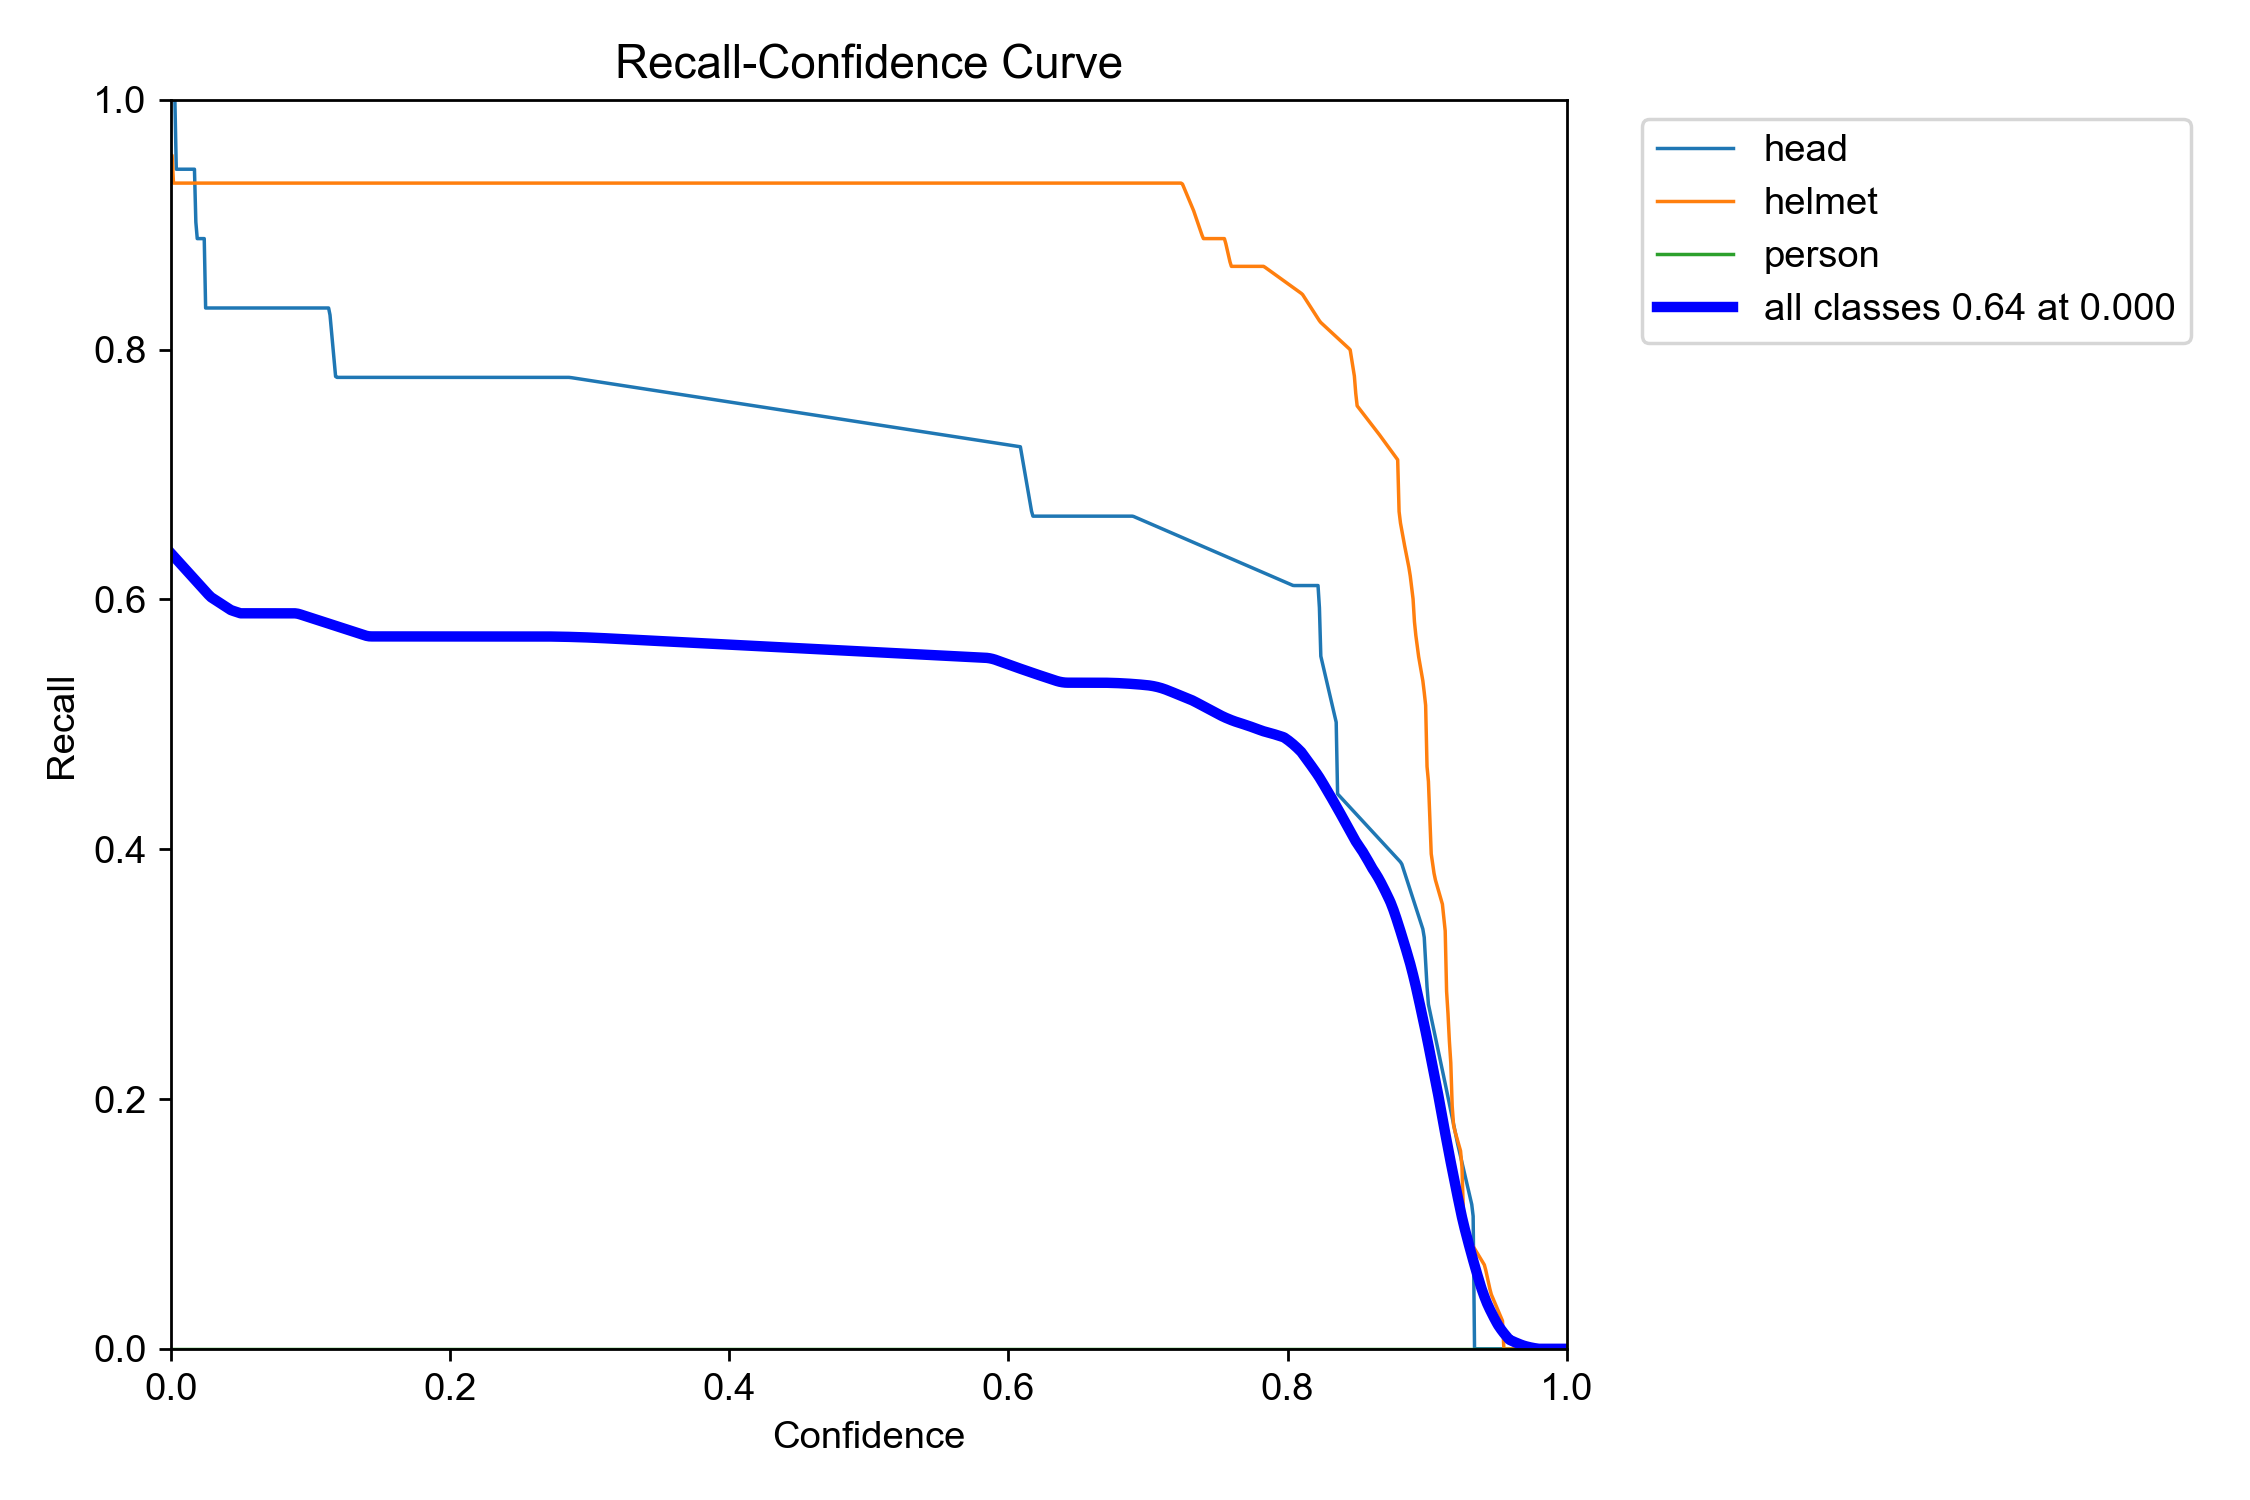 Recall-Confidence Curve
1.0
0.8
0.6
0.4
0.2
0.0
Recall
0.0 0.2 0.4 0.6 0.8 1.0
Confidence
head
helmet
person
all classes 0.64 at 0.000